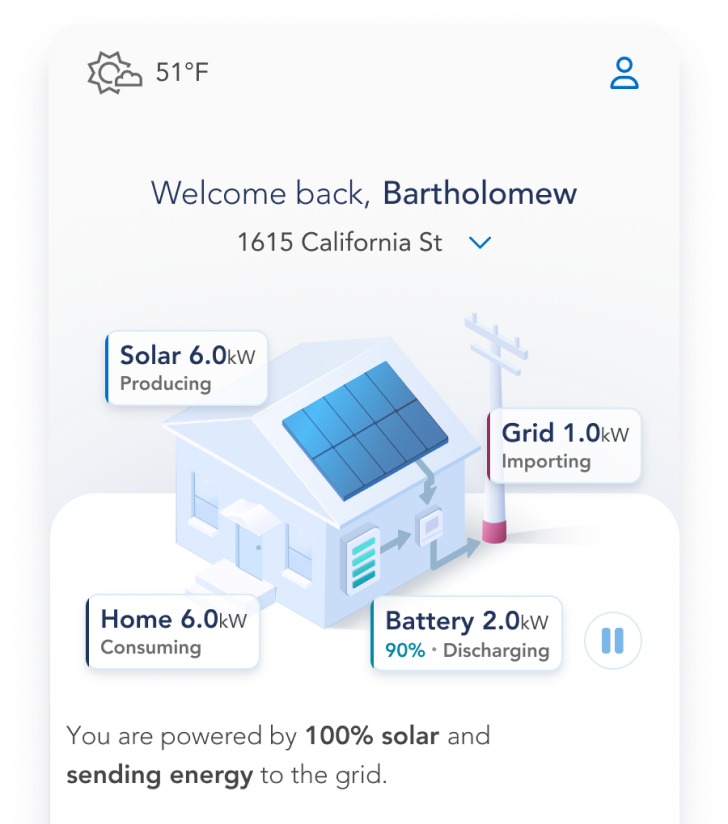 51°F
Welcome back, Bartholomew
1615 California St
Solar 6.0kW
Producing
Grid 1.0kW
Importing
Home 6.0kW
Consuming
Battery 2.0kW
90% • Discharging
You are powered by 100% solar and
sending energy to the grid.